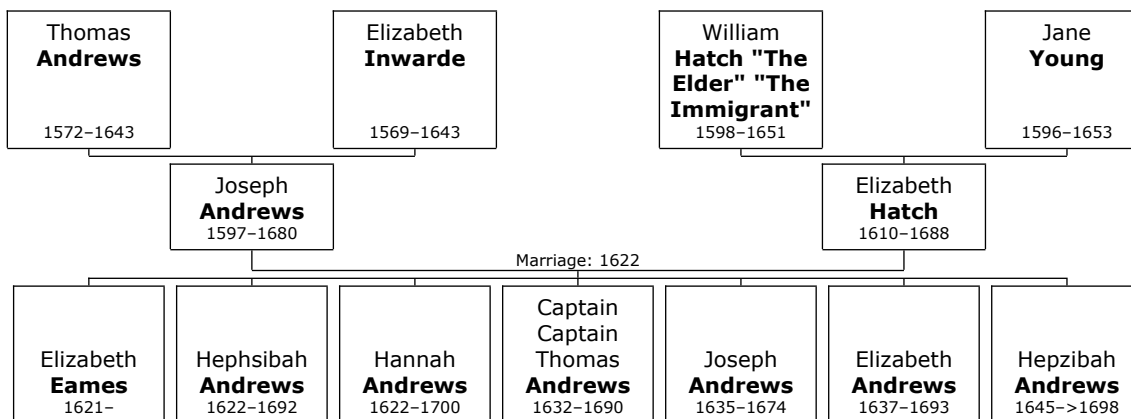 Thomas
Andrews
1572–1643
Elizabeth
Inwarde
1569–1643
William
Hatch "The
Elder" "The
Immigrant"
1598–1651
Jane
Young
1596–1653
Joseph
Andrews
1597–1680
Elizabeth
Hatch
1610–1688
Marriage: 1622
Elizabeth
Eames
1621–
Hephsibah
Andrews
1622–1692
Hannah
Andrews
1622–1700
Captain
Captain
Thomas
Andrews
1632–1690
Joseph
Andrews
1635–1674
Elizabeth
Andrews
1637–1693
Hepzibah
Andrews
1645–>1698